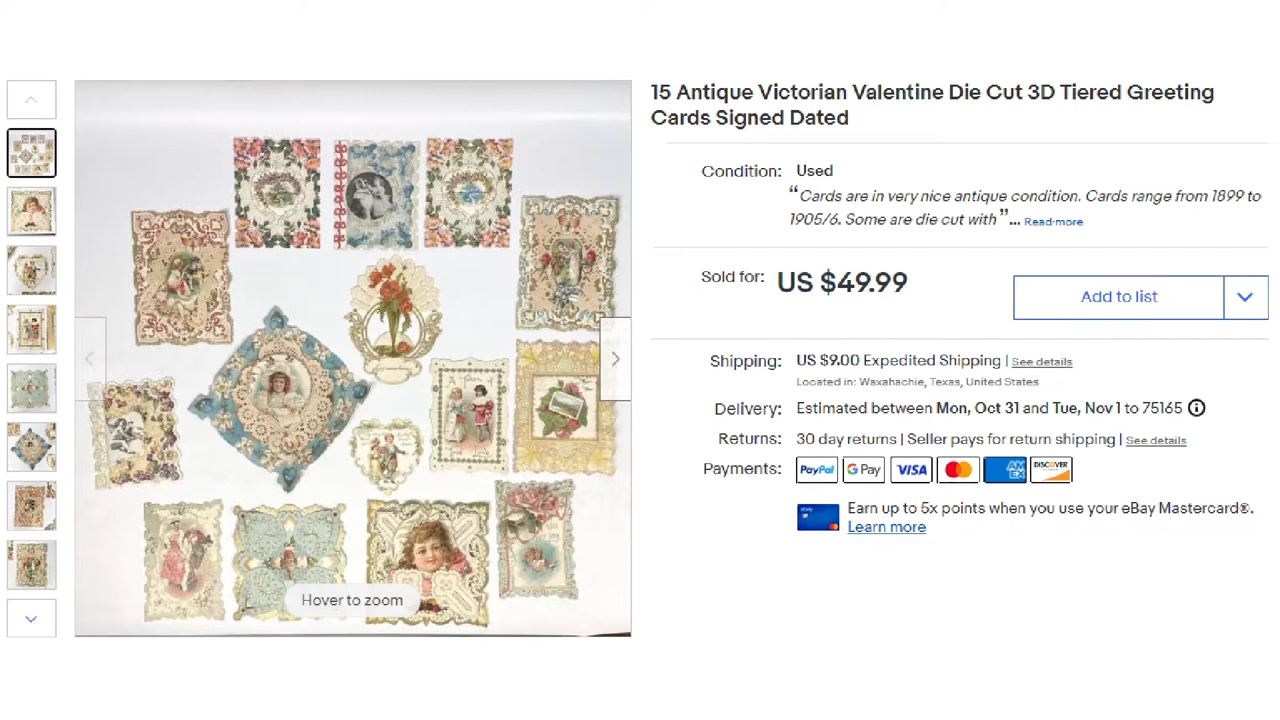 15 Antique Victorian Valentine Die Cut 3D Tiered Greeting
Cards Signed Dated
Condition: Used
“Cards are in very nice antique condition. Cards range from 1899 to
1905/6. Some are die cut with”... Read more
Sold for: US $49.99
Add to list
Shipping: US $9.00 Expedited Shipping | See details
Located in: Waxahachie, Texas, United States
Delivery: Estimated between Mon, Oct 31 and Tue, Nov 1 to 75165
Returns: 30 day returns | Seller pays for return shipping | See details
Payments: PayPal G Pay VISA AMEX DISCOVER
Earn up to 5x points when you use your eBay Mastercard®.
Learn more
Hover to zoom